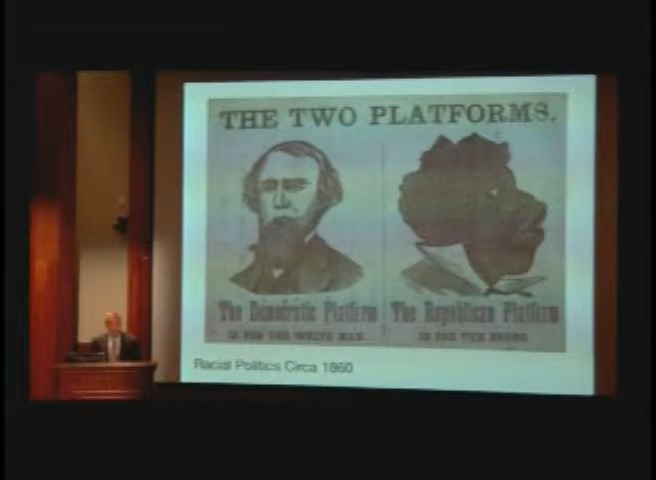 THE TWO PLATFORMS.
The Democratic Platform
IS FOR THE WHITE MAN.
The Republican Platform
IS FOR THE NEGRO.
Racial Politics Circa 1860